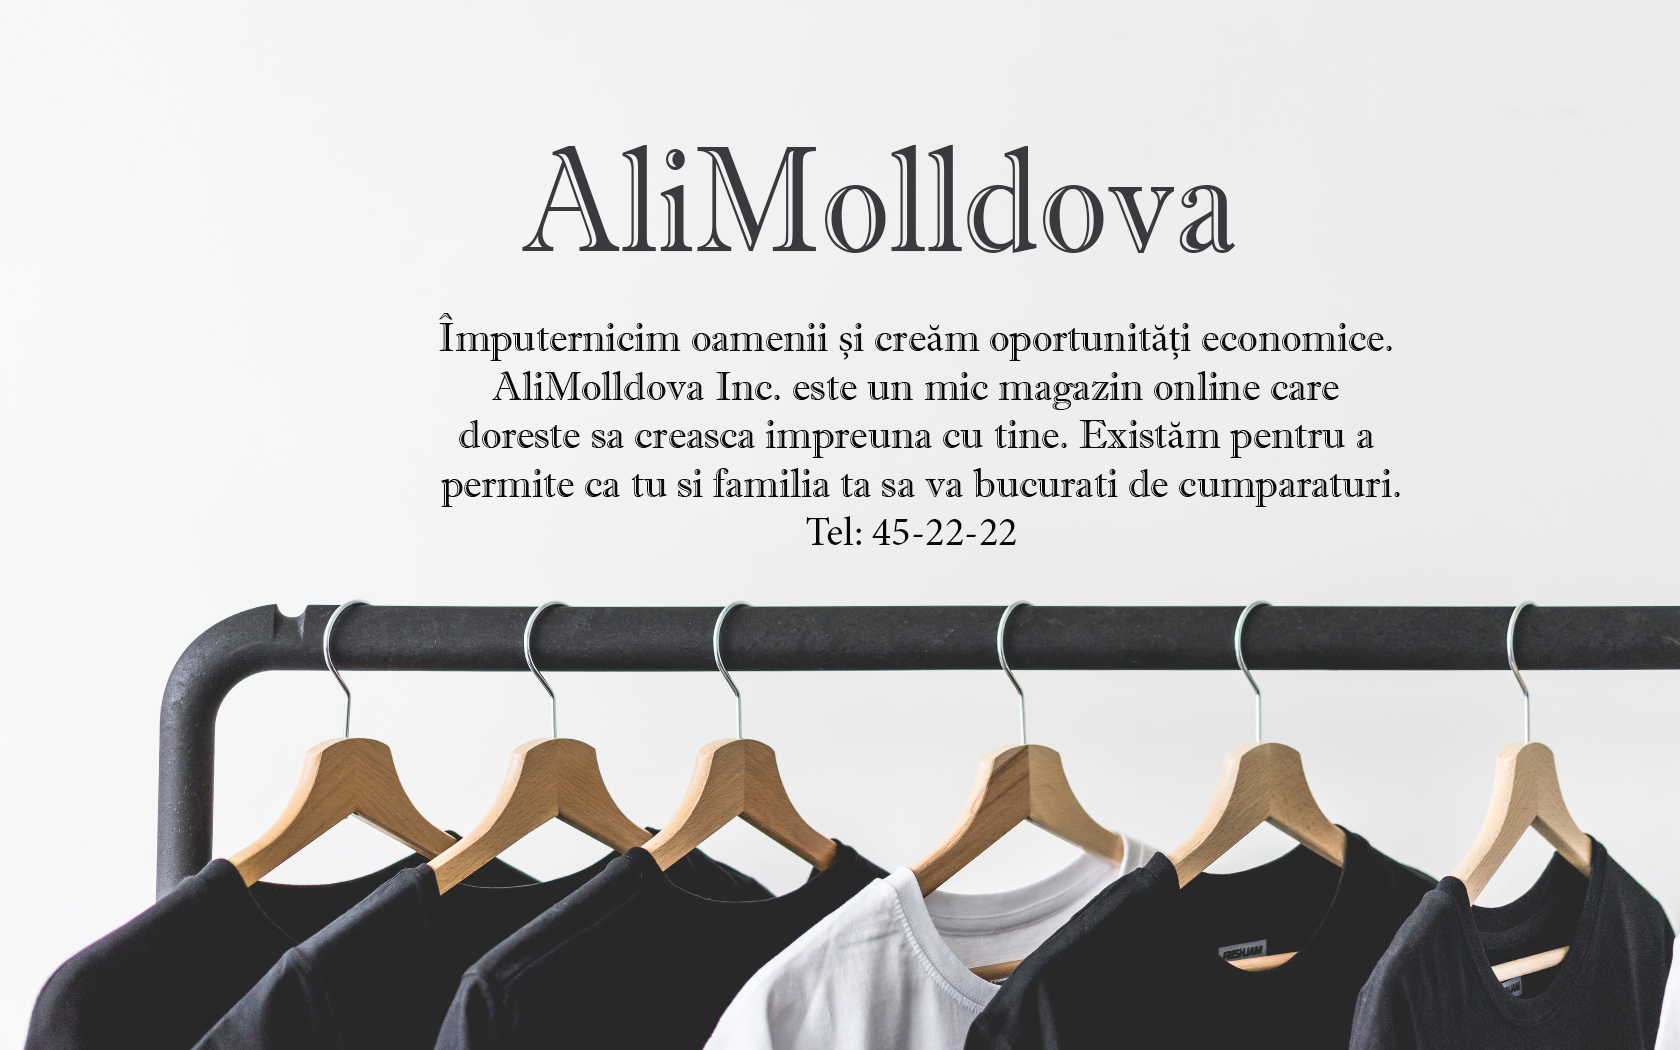 AliMolldova
Împuternicim oamenii și creăm oportunități economice.
AliMolldova Inc. este un mic magazin online care
doreste sa creasca impreuna cu tine. Existăm pentru a
permite ca tu si familia ta sa va bucurati de cumparaturi.
Tel: 45-22-22
FRESHJAM